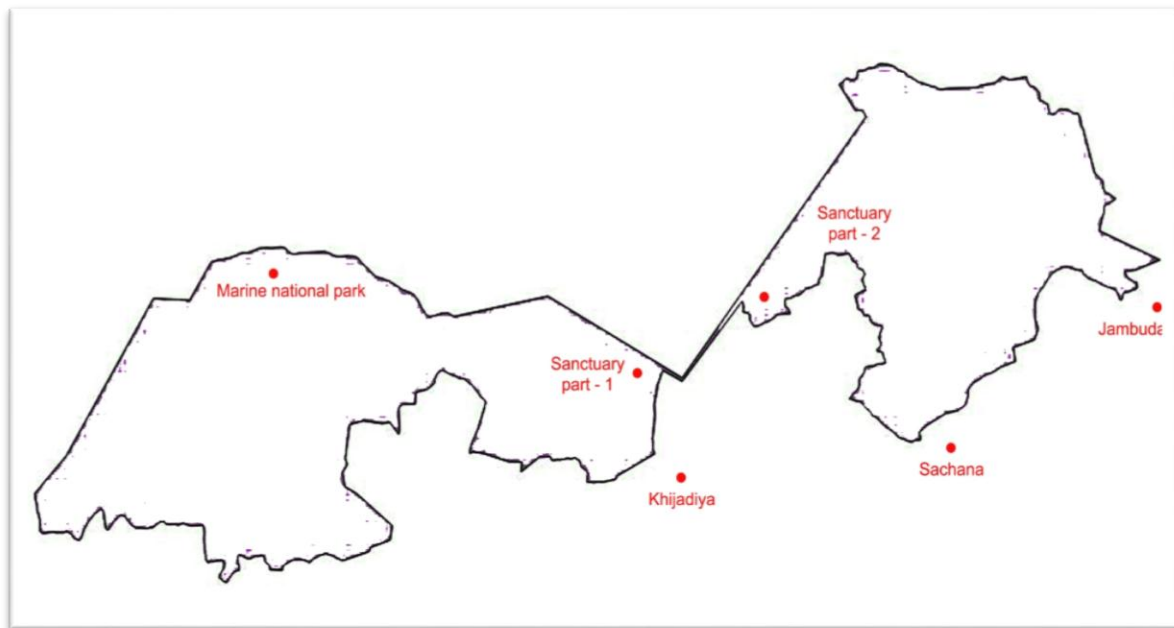 Sanctuary
part - 2
Marine national park
Jambuda
Sanctuary
part - 1
Sachana
Khijadiya